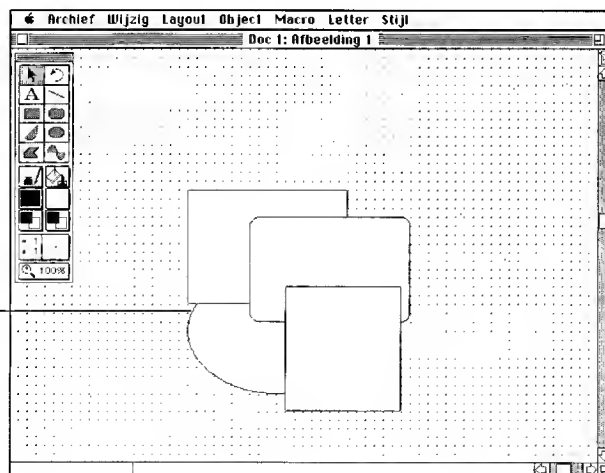 Archief Wijzig Layout Object Macro Letter Stijl
Doc 1: Afbeelding 1
A
100%